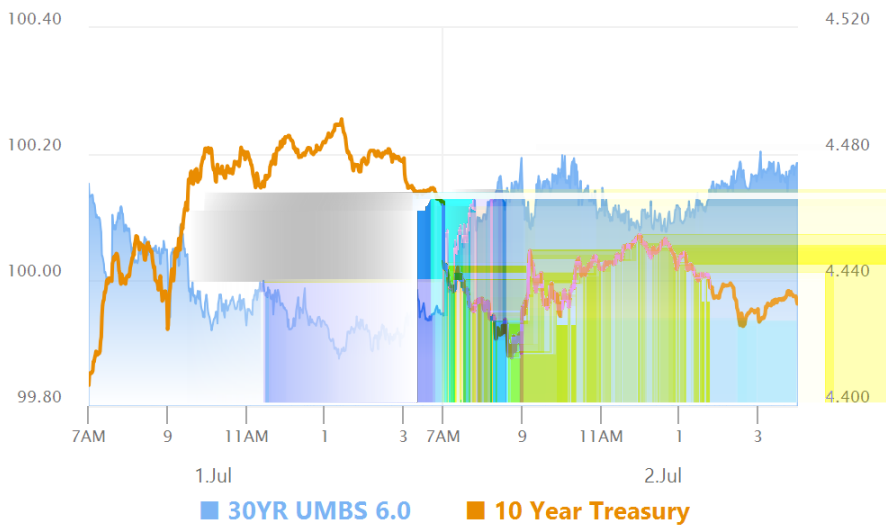 100.40 4.520
100.20 4.480
100.00 4.440
99.80 4.400
7AM 9 11AM 1 3 7AM 9 11AM 1 3
1.Jul 2.Jul
30YR UMBS 6.0 10 Year Treasury